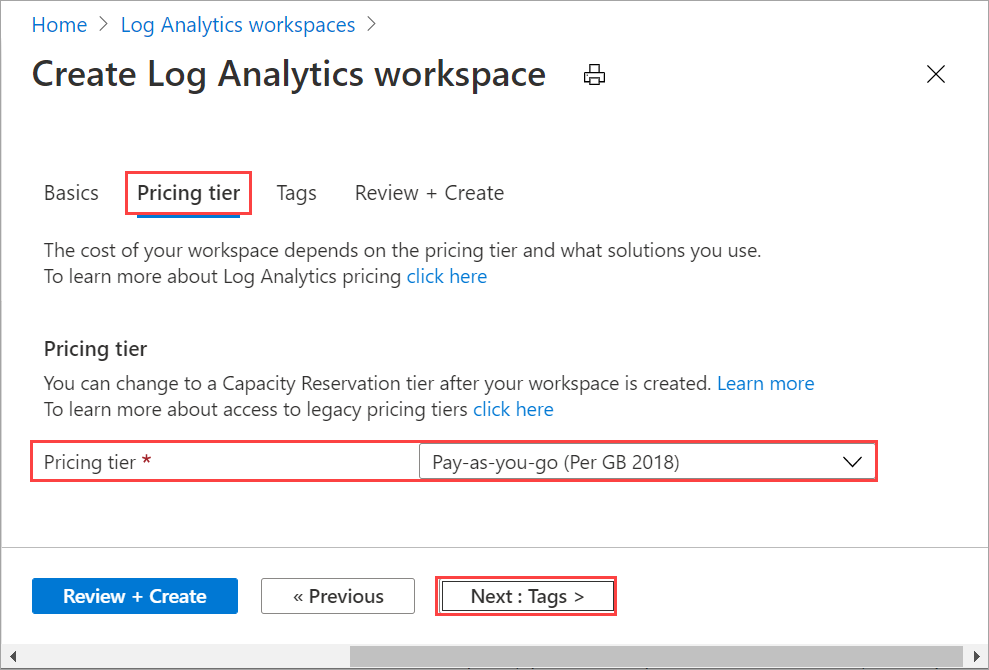 Home > Log Analytics workspaces >
Create Log Analytics workspace
Basics Pricing tier Tags Review + Create
The cost of your workspace depends on the pricing tier and what solutions you use.
To learn more about Log Analytics pricing click here
Pricing tier
You can change to a Capacity Reservation tier after your workspace is created. Learn more
To learn more about access to legacy pricing tiers click here
Pricing tier * Pay-as-you-go (Per GB 2018)
Review + Create « Previous Next : Tags >